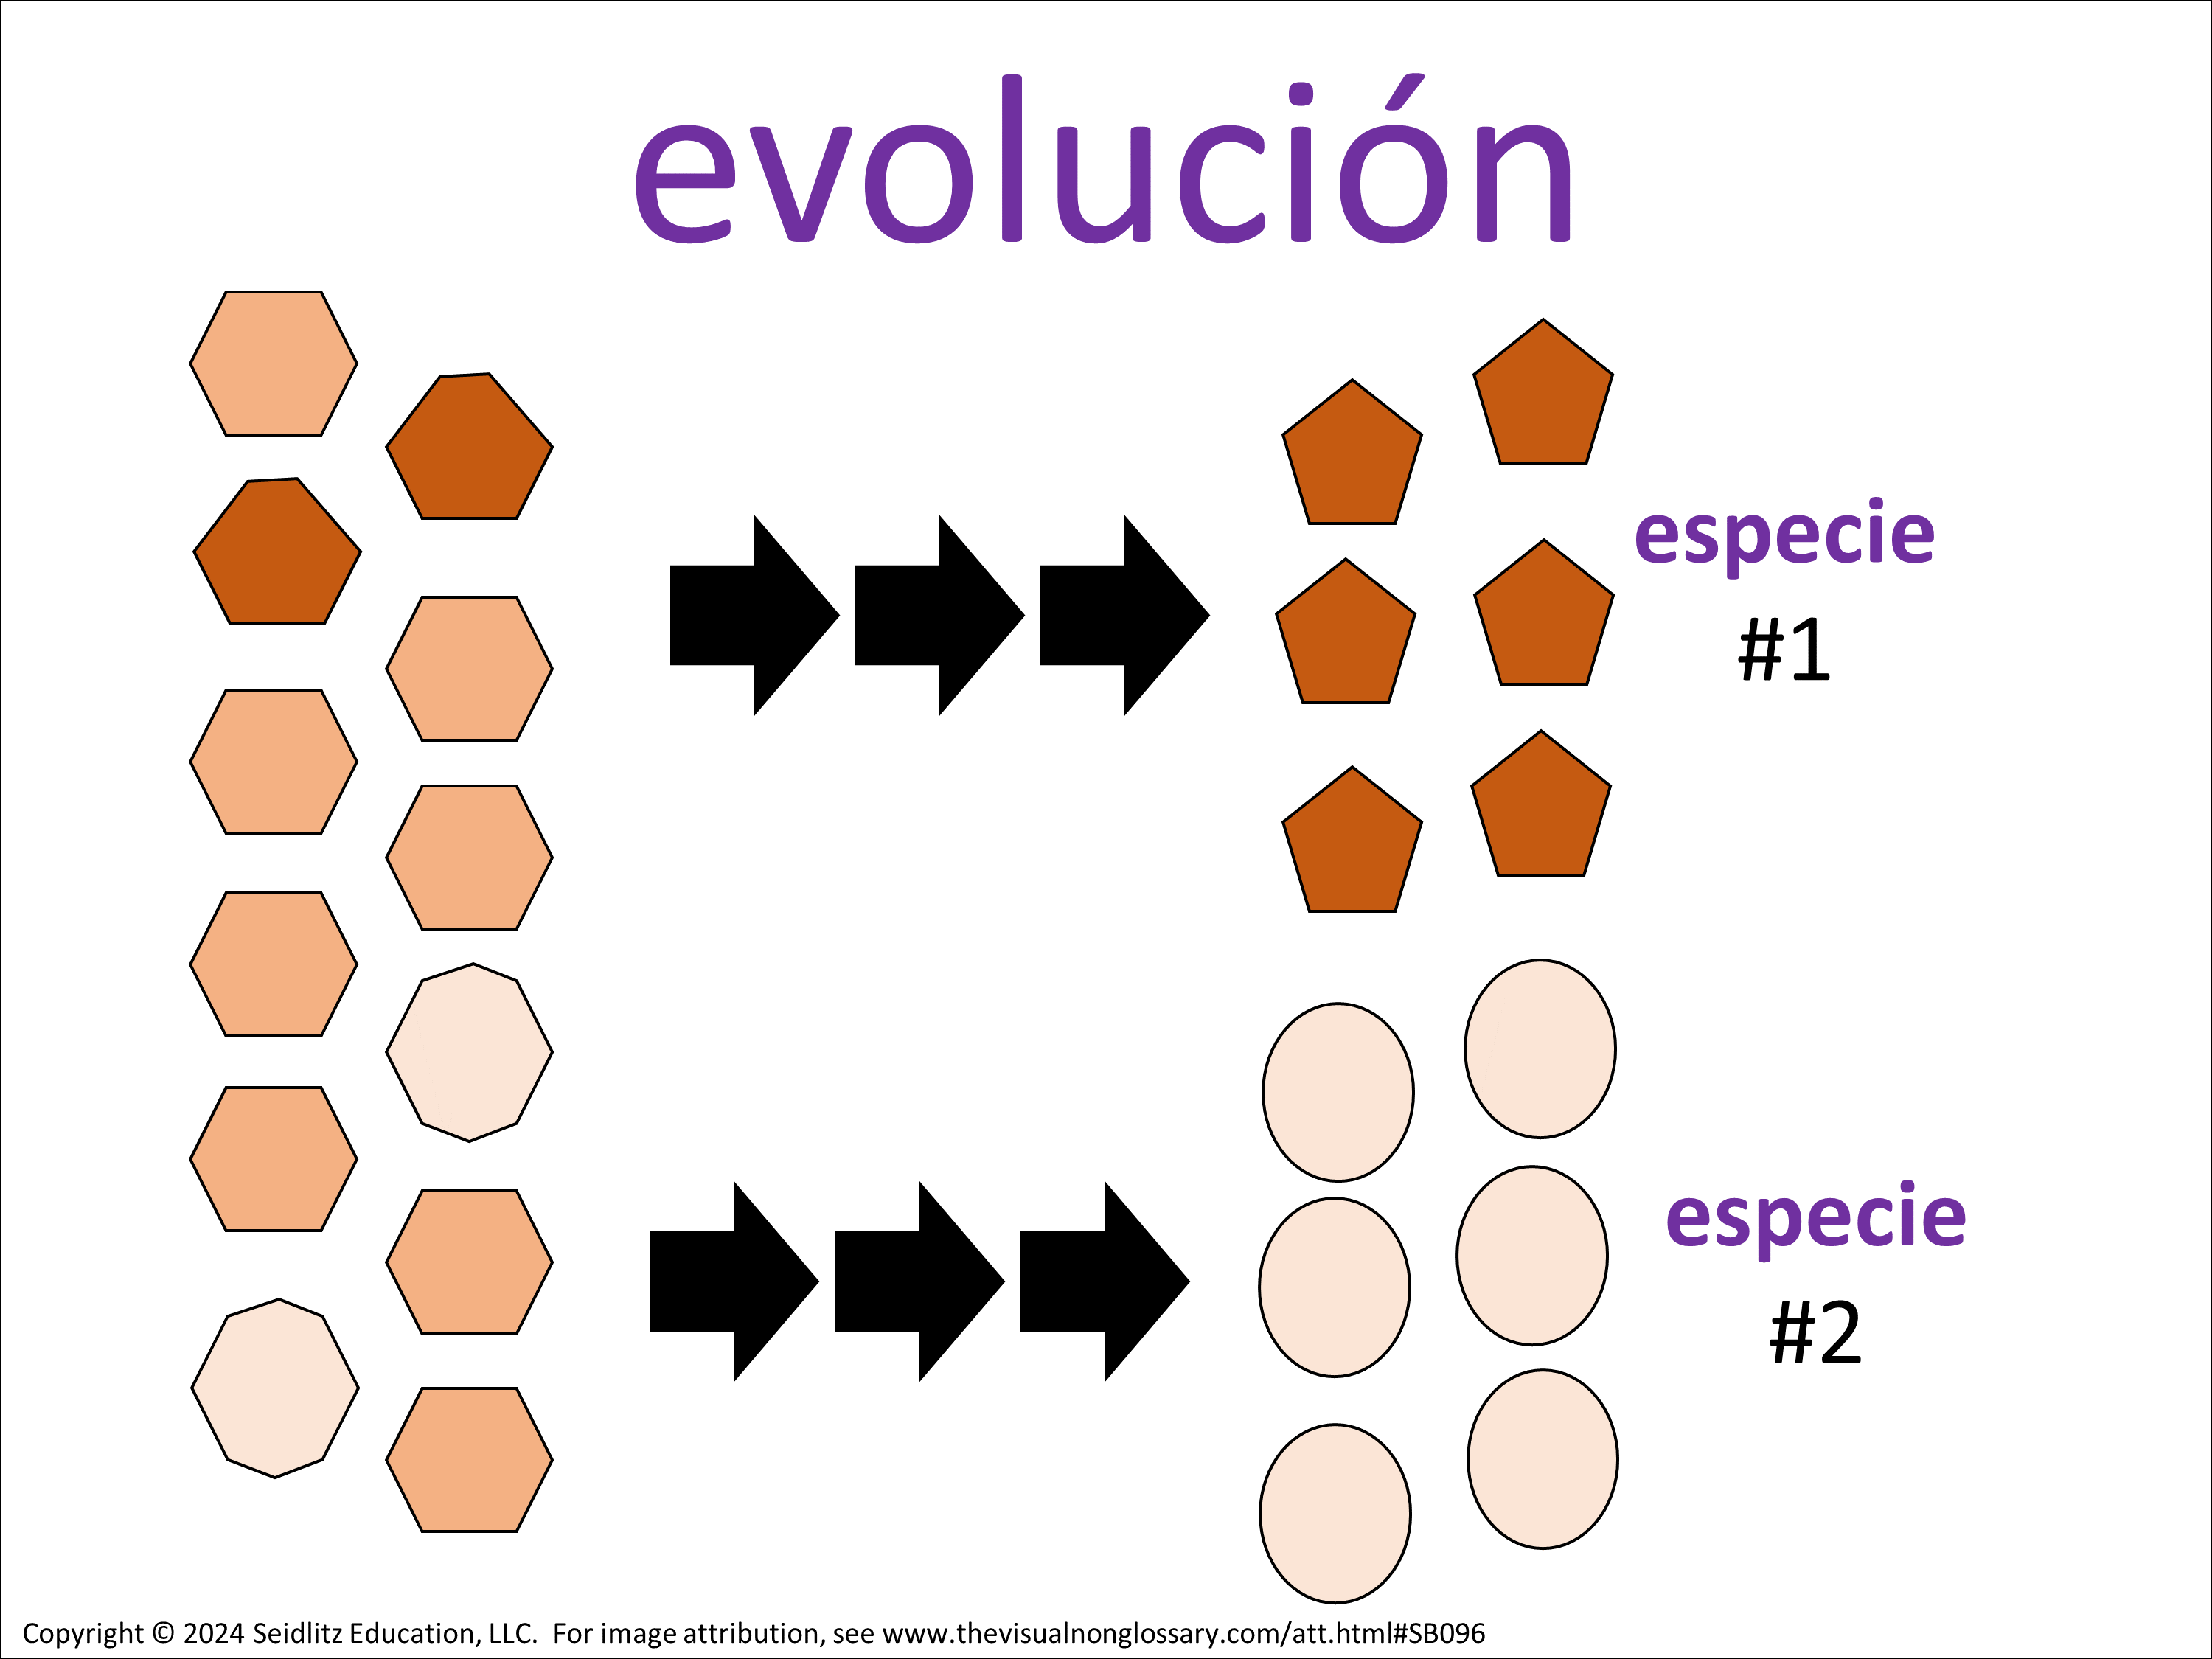 evolución
especie
#1
especie
#2
Copyright © 2024 Seidlitz Education, LLC.  For image attribution, see www.thevisualnonglossary.com/att.html#SB096